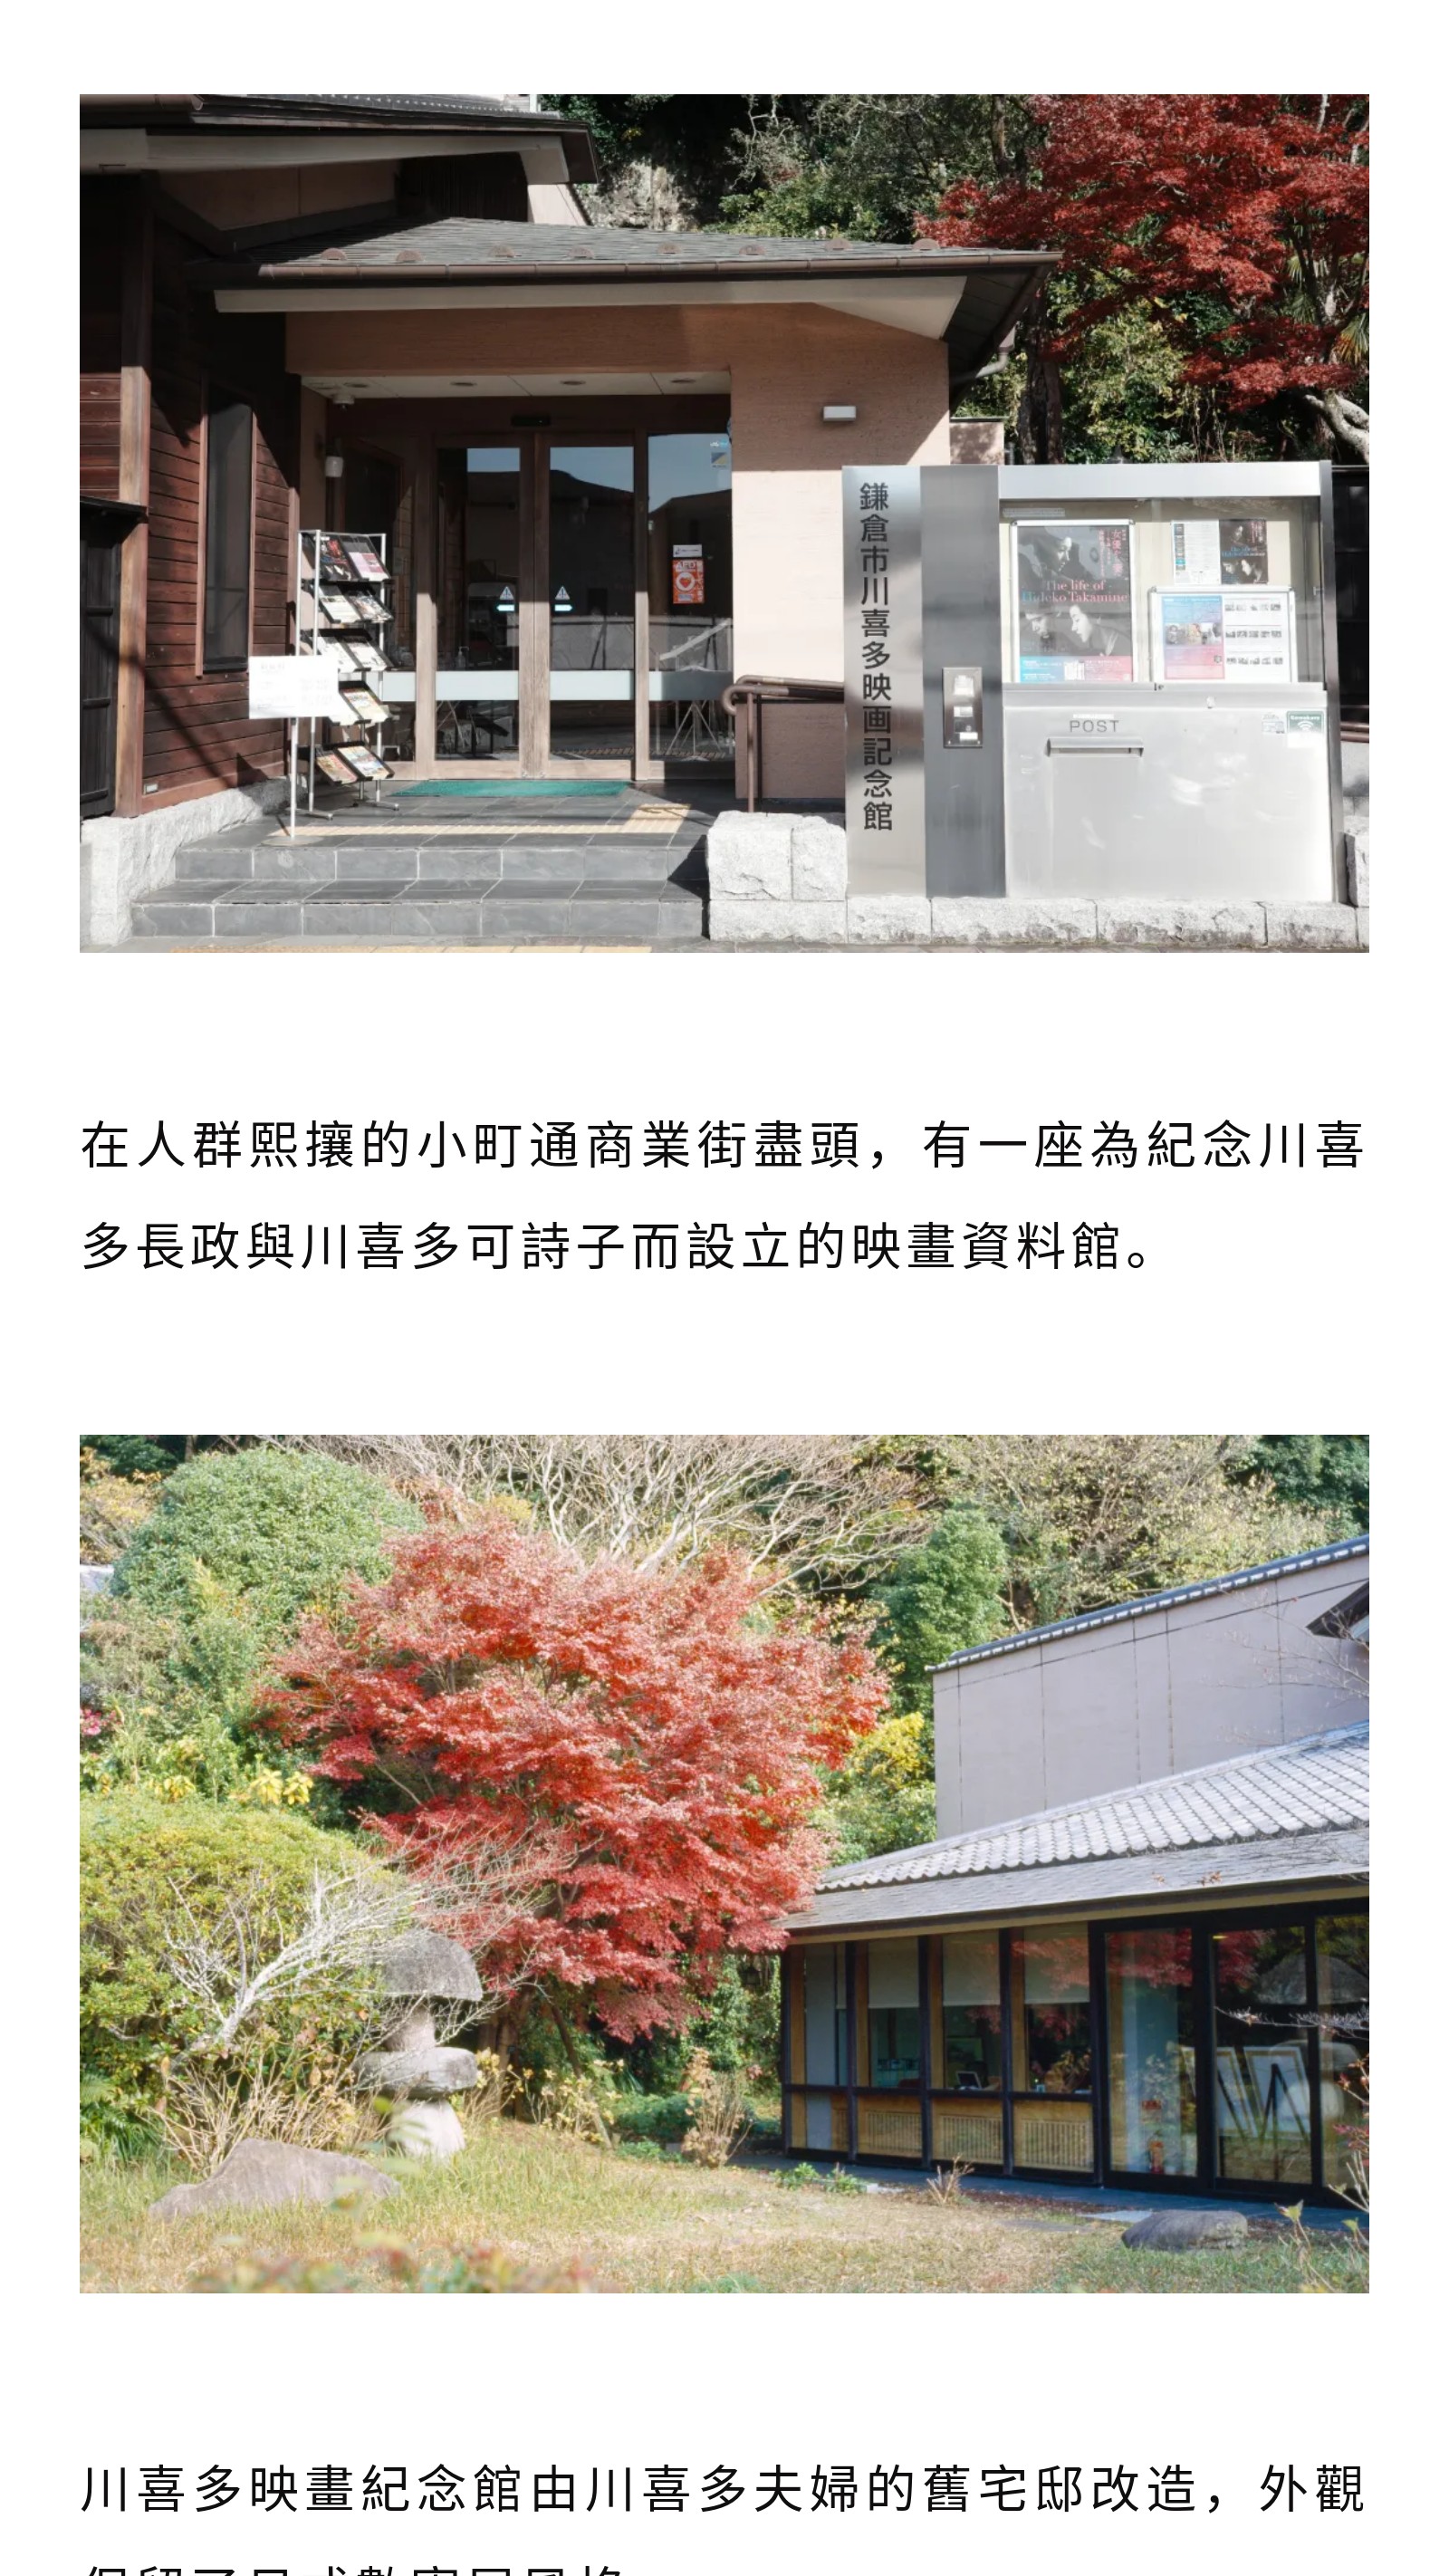 鎌倉市川喜多映画記念館
The life of
Hideko Takamine
POST
在人群熙攘的小町通商業街盡頭，有一座為紀念川喜
多長政與川喜多可詩子而設立的映畫資料館。
川喜多映畫紀念館由川喜多夫婦的舊宅邸改造，外觀